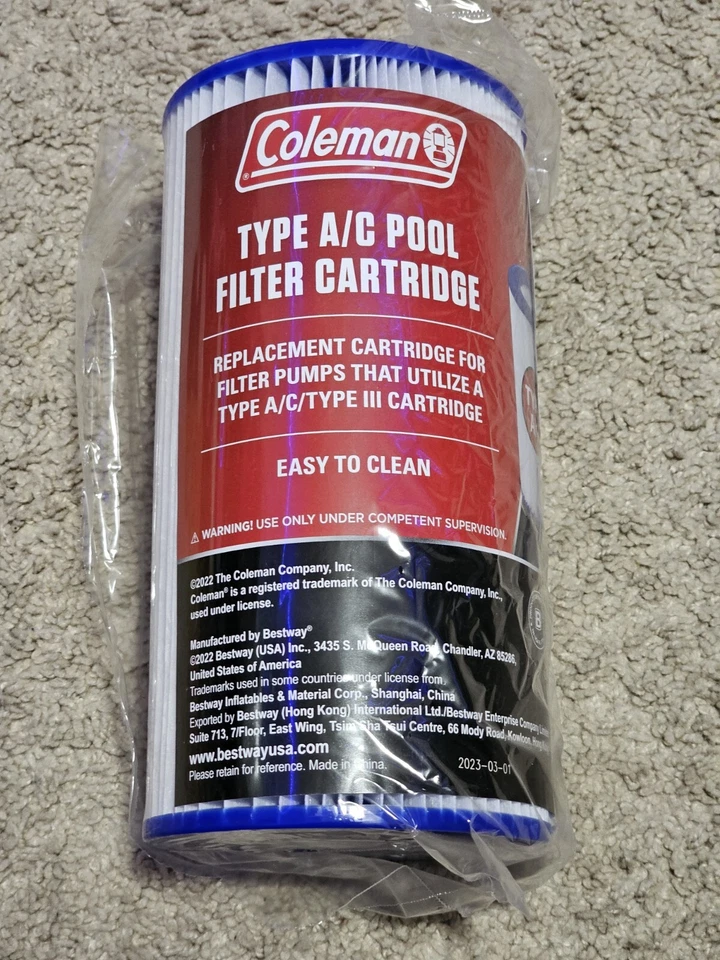 Coleman
®
TYPE A/C POOL
FILTER CARTRIDGE
REPLACEMENT CARTRIDGE FOR
FILTER PUMPS THAT UTILIZE A
TYPE A/C/TYPE III CARTRIDGE
EASY TO CLEAN
⚠ WARNING! USE ONLY UNDER COMPETENT SUPERVISION.
©2022 The Coleman Company, Inc.
Coleman® is a registered trademark of The Coleman Company, Inc.,
used under license.
Manufactured by Bestway®
©2022 Bestway (USA) Inc., 3435 S. McQueen Road, Chandler, AZ 85286,
United States of America
Trademarks used in some countries under license from
Bestway Inflatables & Material Corp., Shanghai, China
Exported by Bestway (Hong Kong) International Ltd./Bestway Enterprise Company
Suite 713, 7/Floor, East Wing, Tsim Sha Tsui Centre, 66 Mody Road, Kowloon,
www.bestwayusa.com
Please retain for reference. Made in China.
2023-03-01